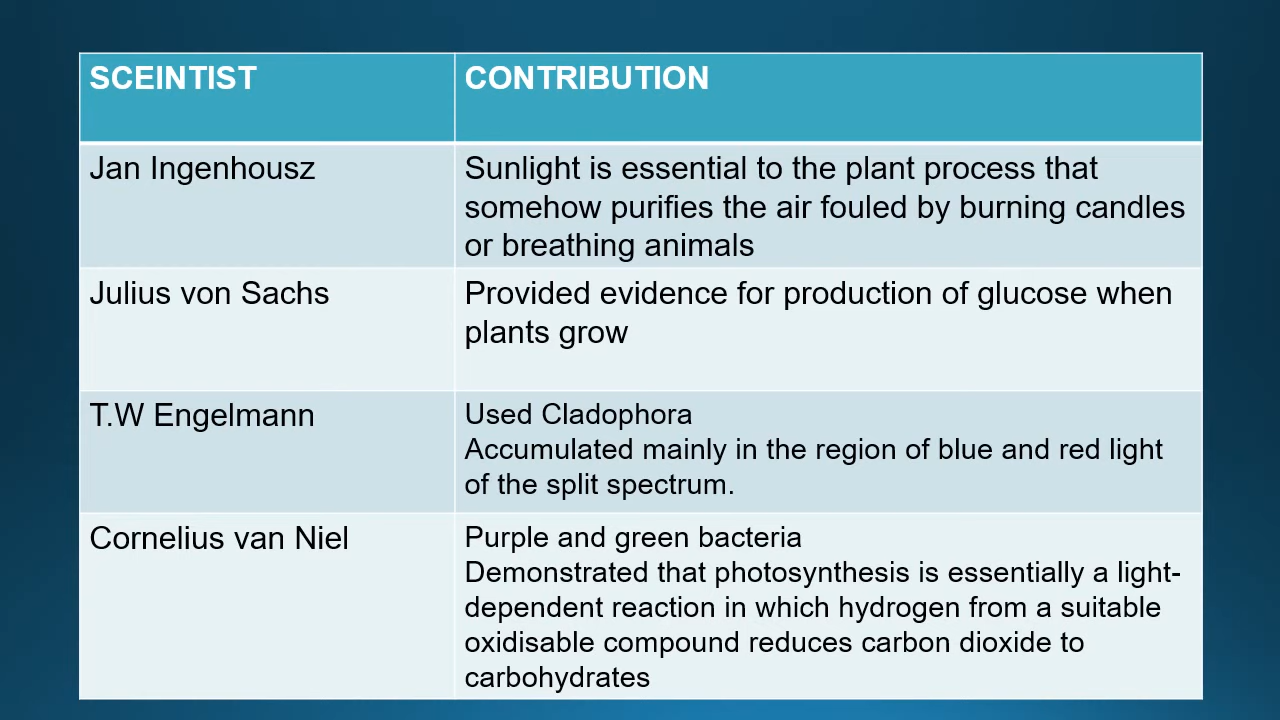 SCEINTIST
CONTRIBUTION
Jan Ingenhousz
Sunlight is essential to the plant process that
somehow purifies the air fouled by burning candles
or breathing animals
Julius von Sachs
Provided evidence for production of glucose when
plants grow
T.W Engelmann
Used Cladophora
Accumulated mainly in the region of blue and red light
of the split spectrum.
Cornelius van Niel
Purple and green bacteria
Demonstrated that photosynthesis is essentially a light-
dependent reaction in which hydrogen from a suitable
oxidisable compound reduces carbon dioxide to
carbohydrates